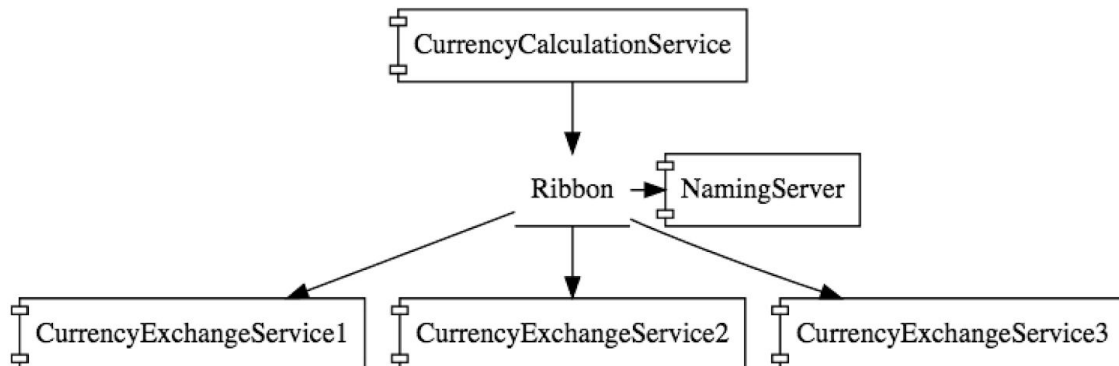 CurrencyCalculationService
Ribbon
NamingServer
CurrencyExchangeService1
CurrencyExchangeService2
CurrencyExchangeService3